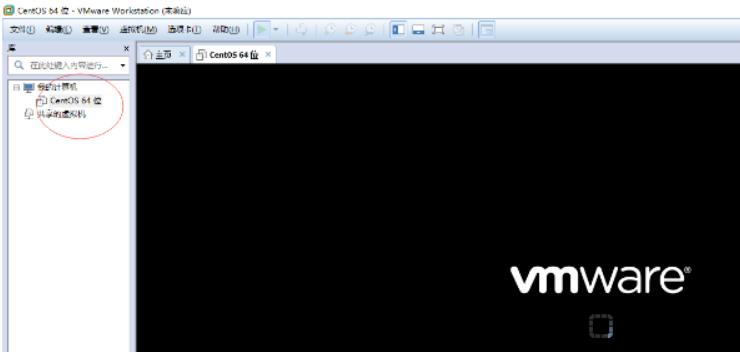 CentOS 64 位 - VMware Workstation (未响应)
文件(F) 编辑(E) 查看(V) 虚拟机(M) 选项卡(T) 帮助(H)
库 ×
主页 × CentOS 64 位 ×
在此处键入内容进行...
我的计算机
CentOS 64 位
共享的虚拟机
vmware®